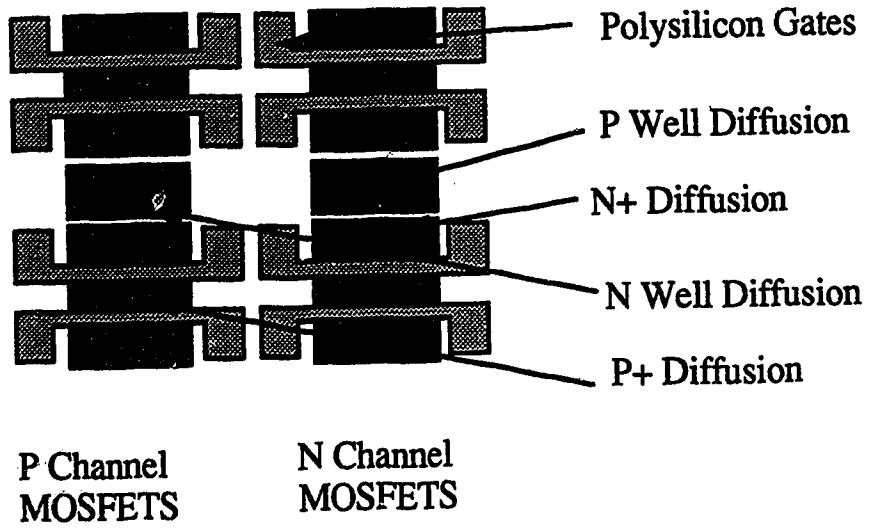 Polysilicon Gates
P Well Diffusion
N+ Diffusion
N Well Diffusion
P+ Diffusion
P Channel
MOSFETS
N Channel
MOSFETS